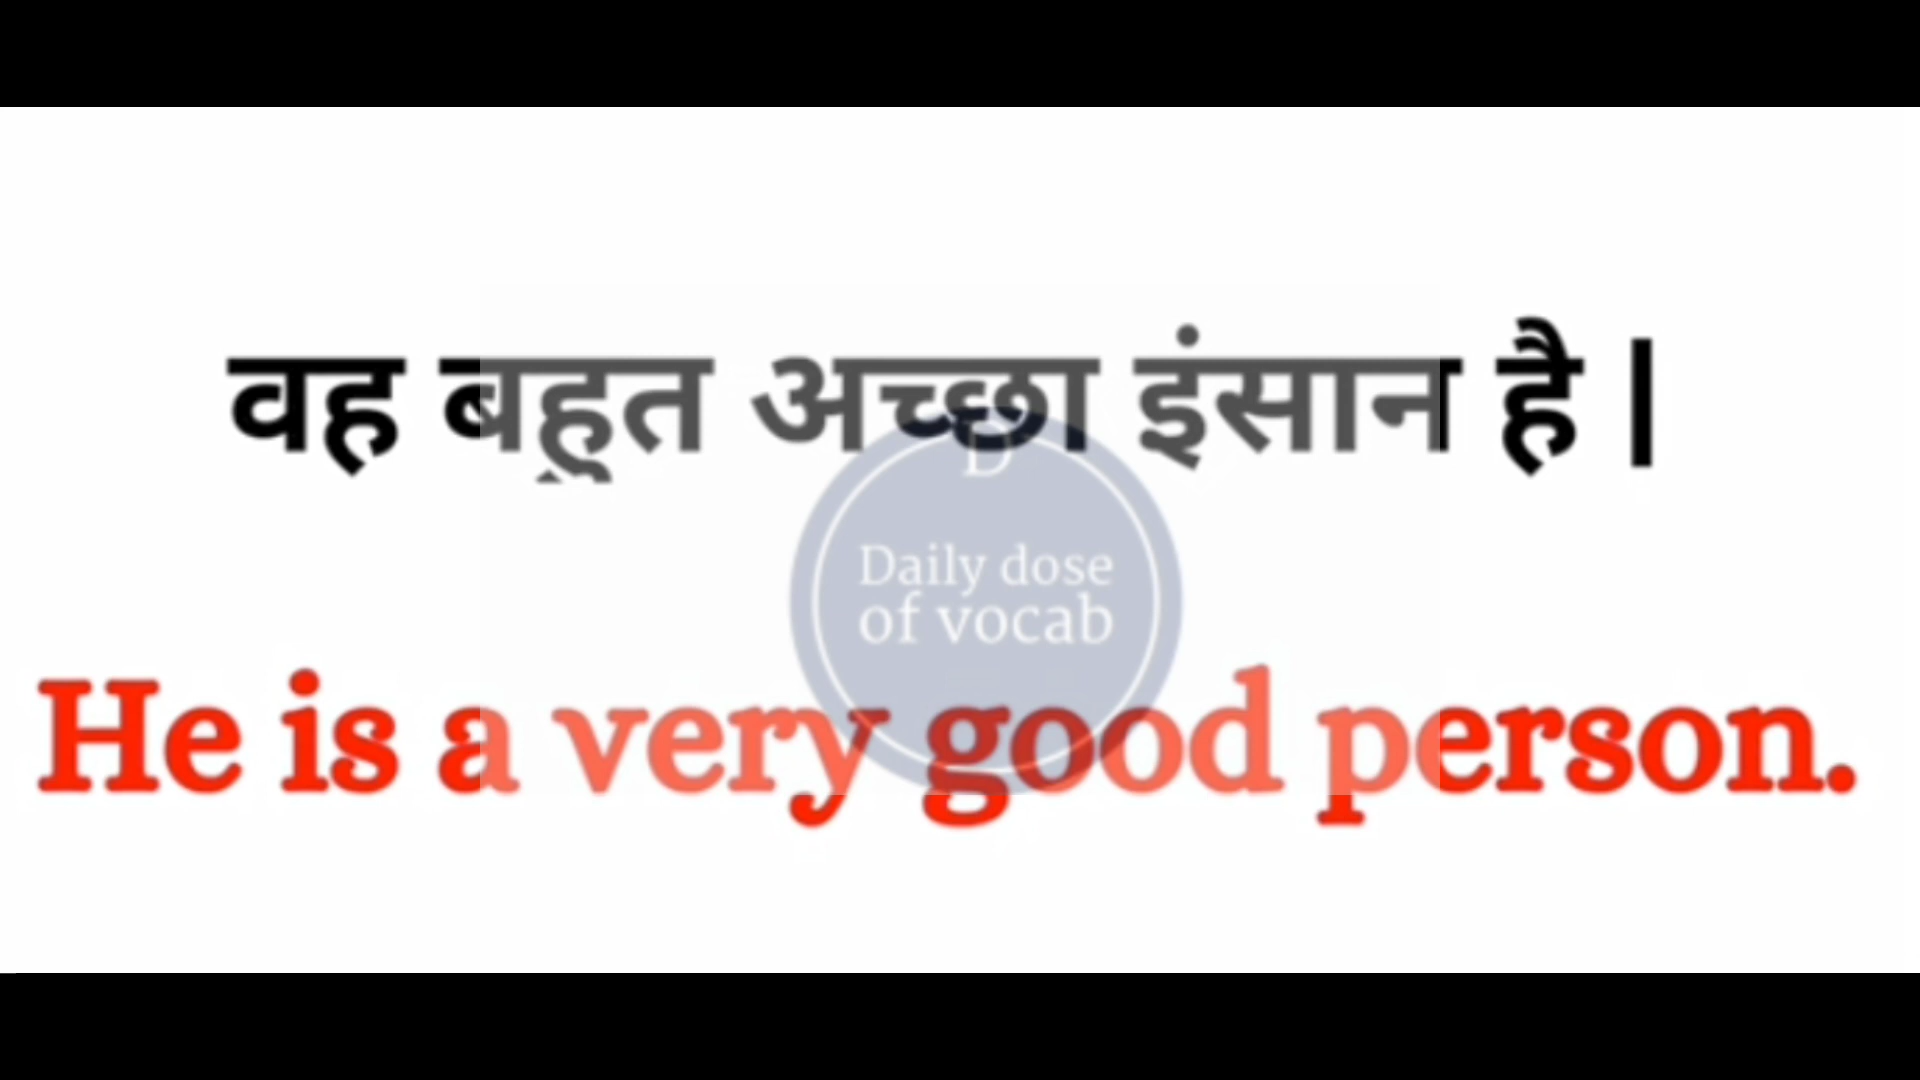 वह बहुत अच्छा इंसान है |
D
Daily dose
of vocab
He is a very good person.